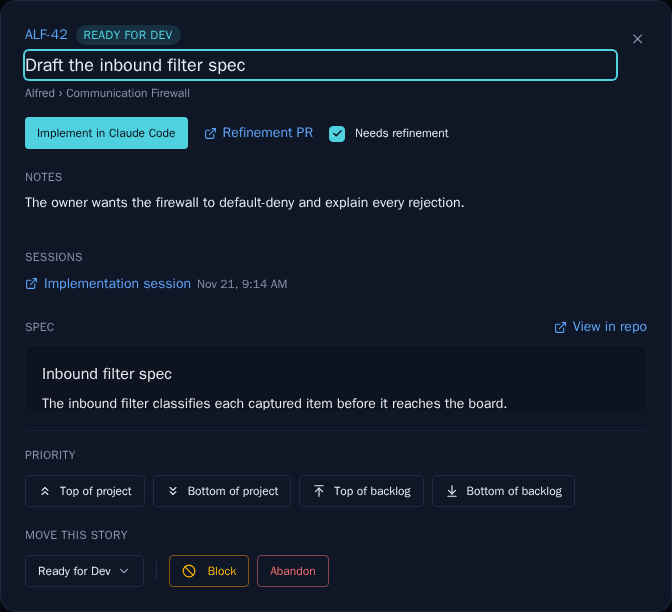 ALF-42 READY FOR DEV
Draft the inbound filter spec
Alfred › Communication Firewall
Implement in Claude Code Refinement PR Needs refinement
NOTES
The owner wants the firewall to default-deny and explain every rejection.
SESSIONS
Implementation session Nov 21, 9:14 AM
SPEC View in repo
Inbound filter spec
The inbound filter classifies each captured item before it reaches the board.
PRIORITY
Top of project Bottom of project Top of backlog Bottom of backlog
MOVE THIS STORY
Ready for Dev Block Abandon